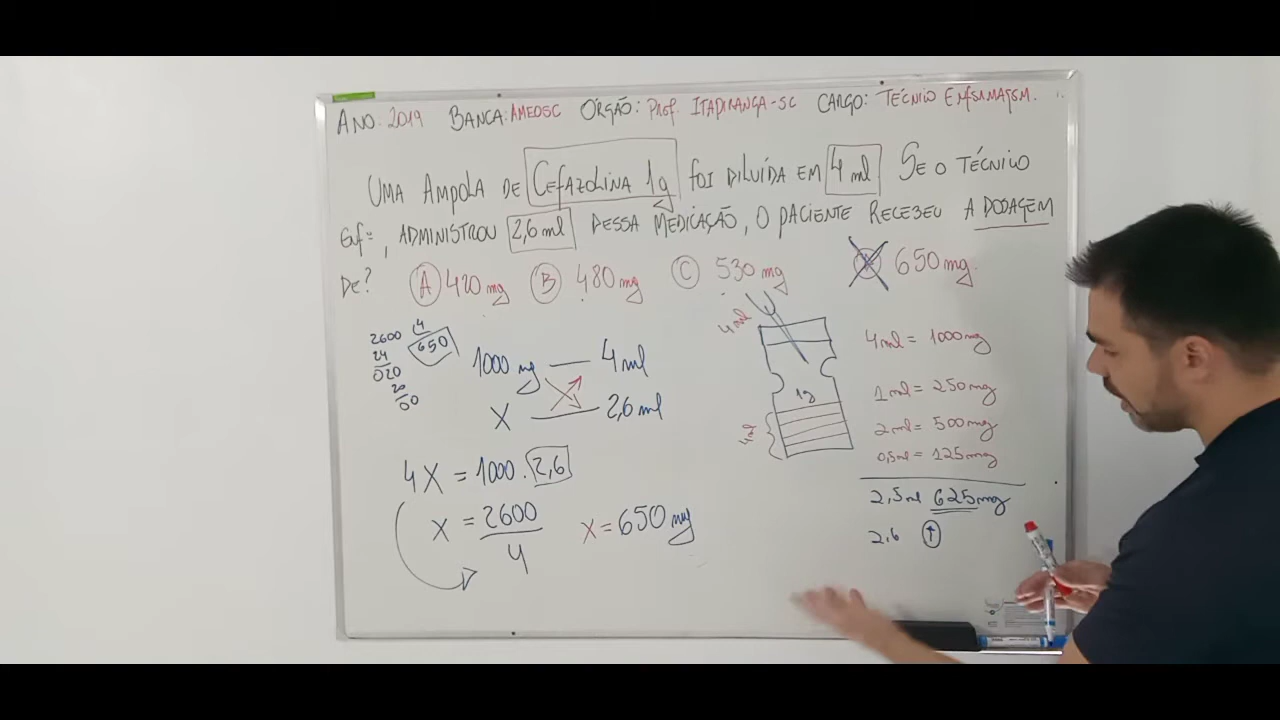 ANO: 2019 BANCA: AMEOSC ORGÃO: PREF. ITAPIRANGA-SC CARGO: TÉCNICO ENFERMAGEM.
UMA AMPOLA DE CEFAZOLINA 1g FOI DILUÍDA EM 4 ml SE O TÉCNICO
Enfº, ADMINISTROU 2,6 ml DESSA MEDICAÇÃO, O PACIENTE RECEBEU A DODAGEM
DE? A 420 mg B 480 mg C 530 mg 650 mg.
2600 4
24 650
020
20
00
1000 mg — 4 ml
X — 2,6 ml
4X = 1000 . 2,6
X = 2600
4
X = 650 mg
4 ml
1g
4 ml = 1000 mg
1 ml = 250 mg
2 ml = 500 mg
0,5 ml = 125 mg
2,5 ml 625 mg
2,6 ↑